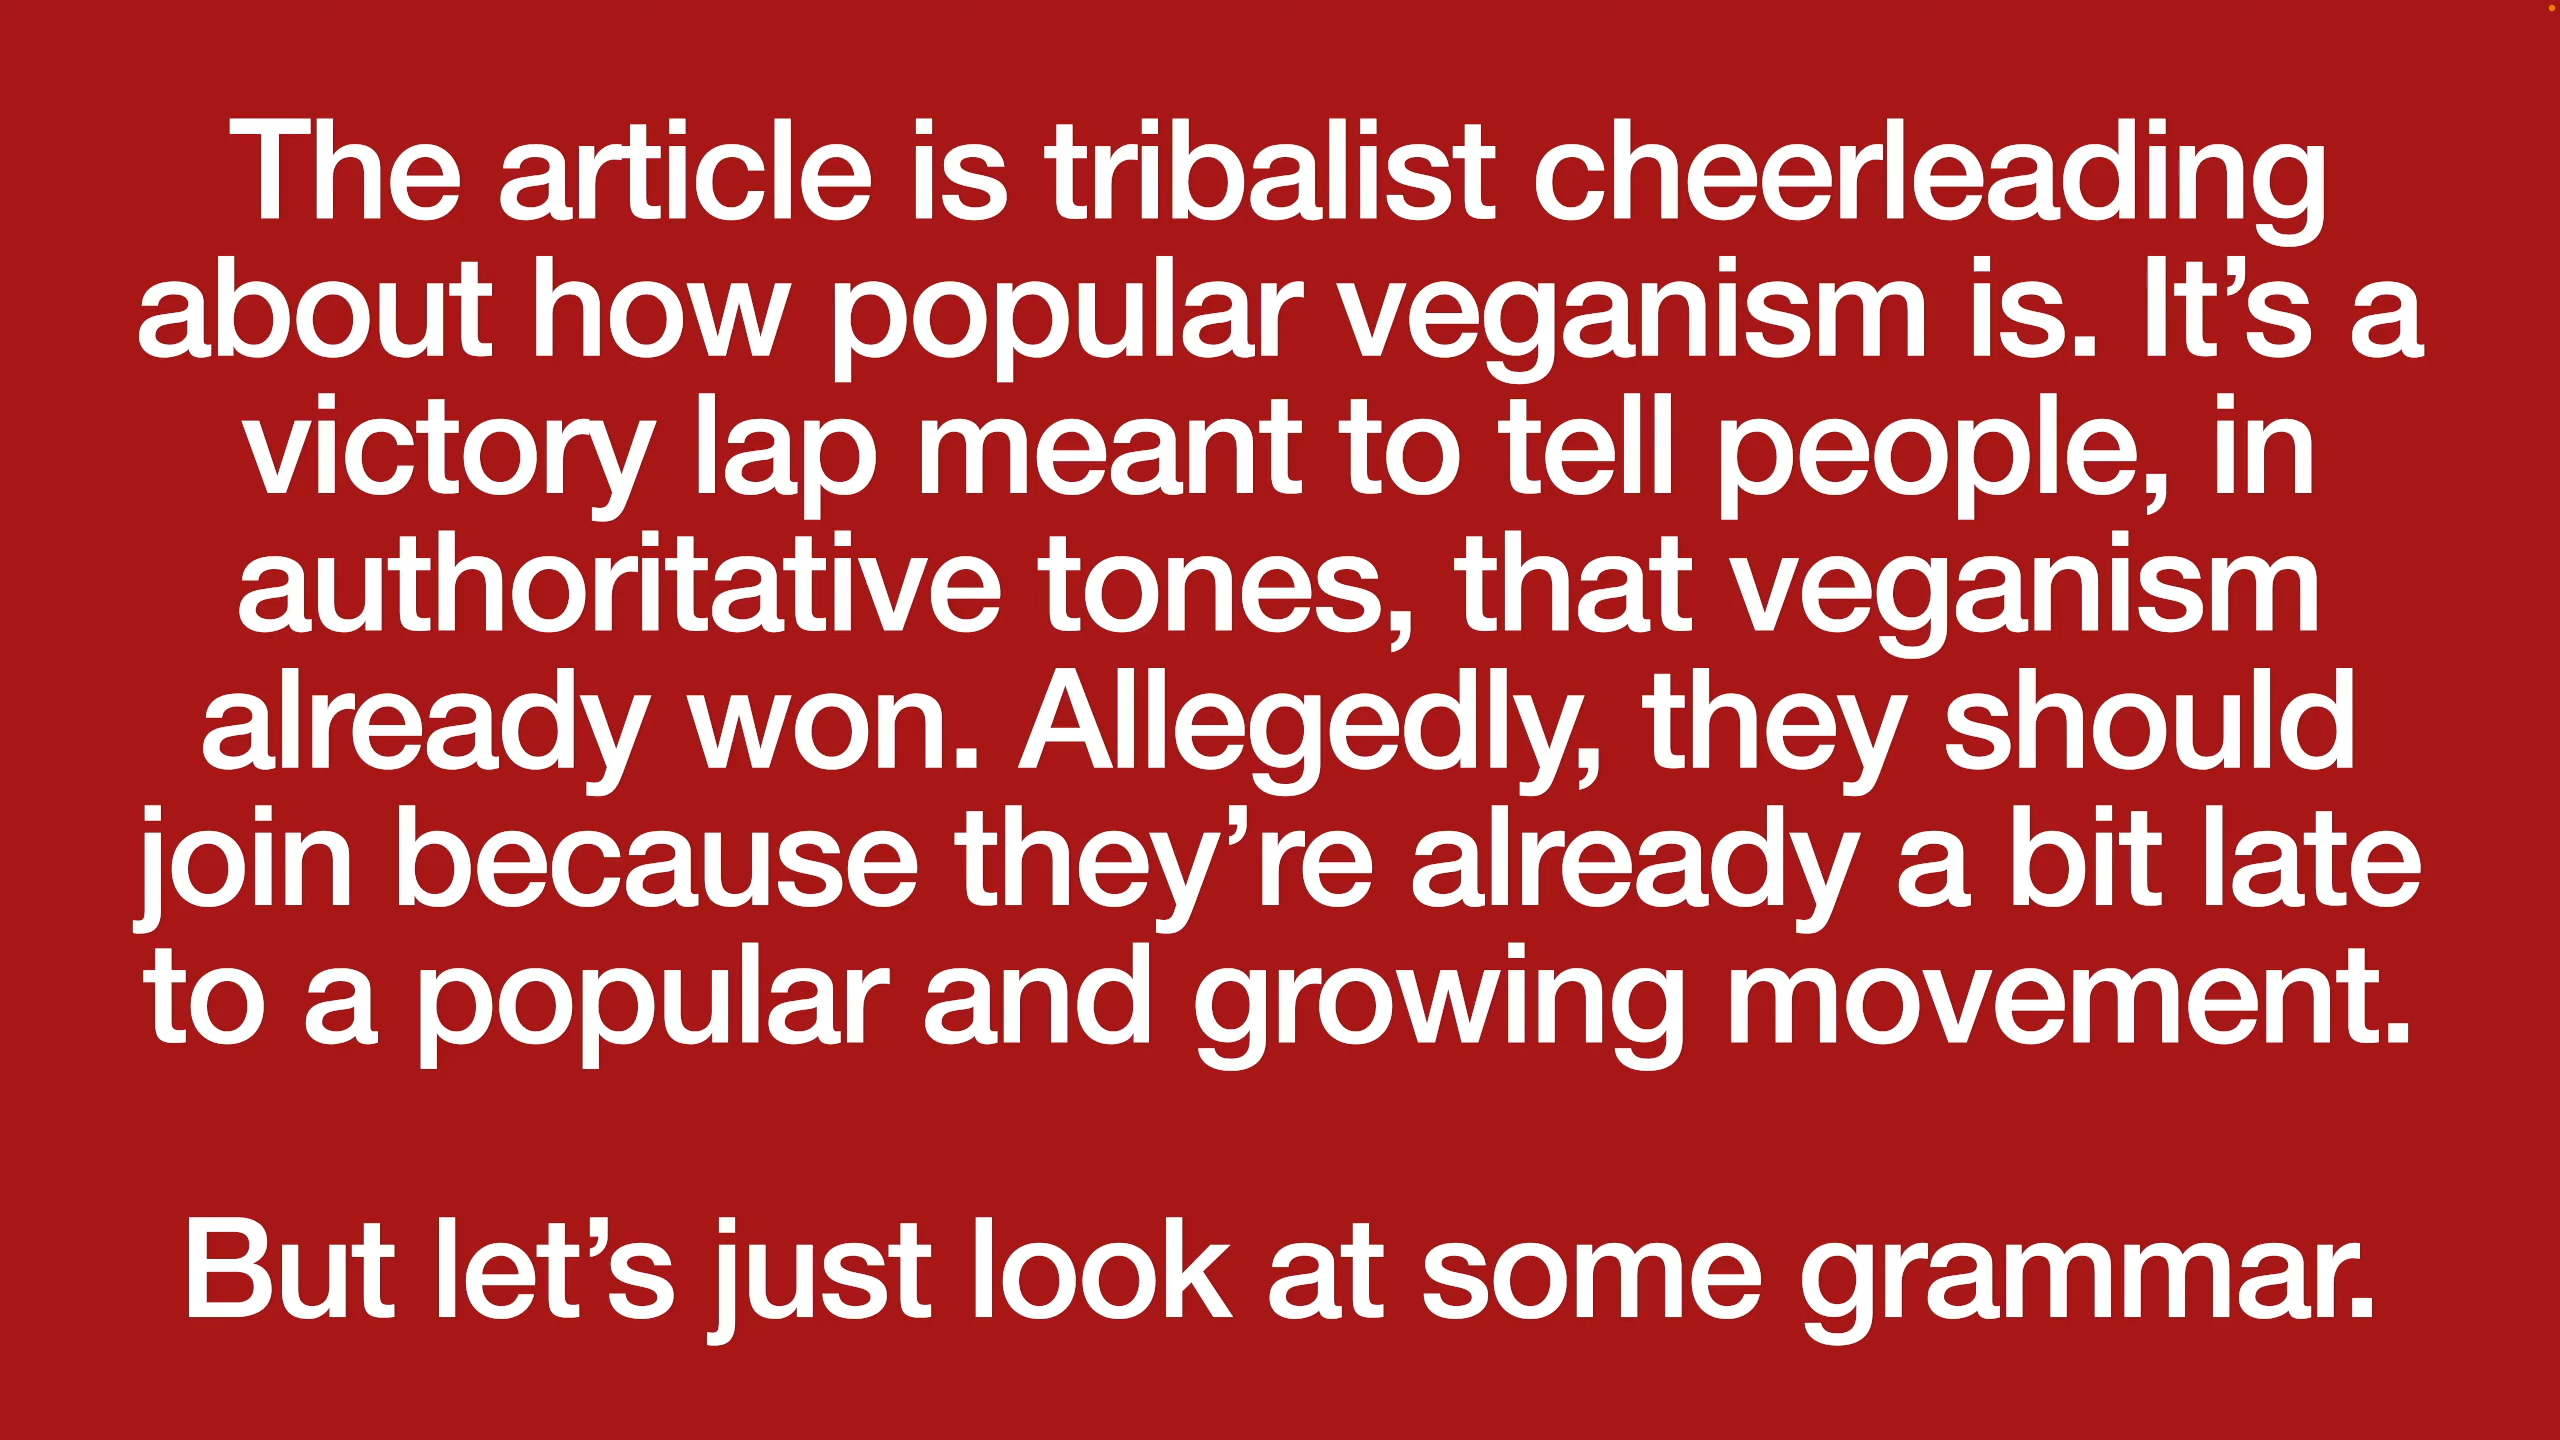 The article is tribalist cheerleading
about how popular veganism is. It’s a
victory lap meant to tell people, in
authoritative tones, that veganism
already won. Allegedly, they should
join because they’re already a bit late
to a popular and growing movement.
But let’s just look at some grammar.